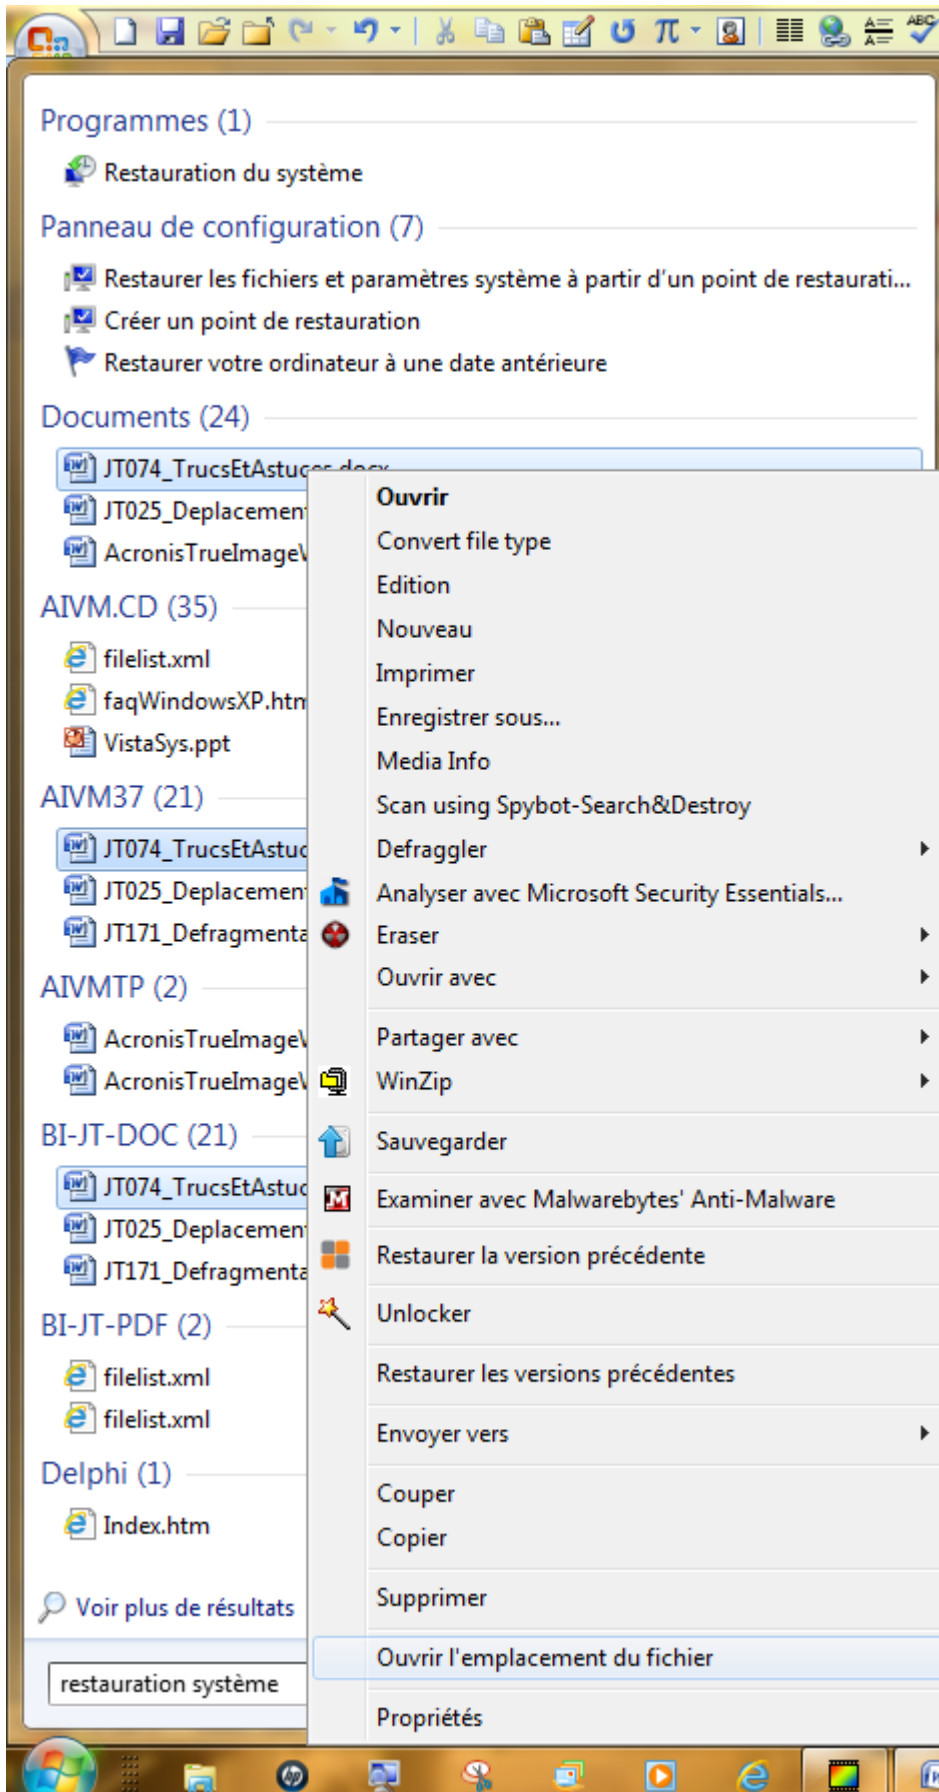 ABC
Programmes (1)
Restauration du système
Panneau de configuration (7)
Restaurer les fichiers et paramètres système à partir d'un point de restaurati...
Créer un point de restauration
Restaurer votre ordinateur à une date antérieure
Documents (24)
JT074_TrucsEtAstuces.docx
JT025_Deplacemen
AcronisTrueImage
AIVM.CD (35)
filelist.xml
faqWindowsXP.htm
VistaSys.ppt
AIVM37 (21)
JT074_TrucsEtAstuc
JT025_Deplacemen
JT171_Defragmenta
AIVMTP (2)
AcronisTrueImage
AcronisTrueImage
BI-JT-DOC (21)
JT074_TrucsEtAstuc
JT025_Deplacemen
JT171_Defragmenta
BI-JT-PDF (2)
filelist.xml
filelist.xml
Delphi (1)
Index.htm
Voir plus de résultats
restauration système
Ouvrir
Convert file type
Edition
Nouveau
Imprimer
Enregistrer sous...
Media Info
Scan using Spybot-Search&Destroy
Defraggler
Analyser avec Microsoft Security Essentials...
Eraser
Ouvrir avec
Partager avec
WinZip
Sauvegarder
Examiner avec Malwarebytes' Anti-Malware
Restaurer la version précédente
Unlocker
Restaurer les versions précédentes
Envoyer vers
Couper
Copier
Supprimer
Ouvrir l'emplacement du fichier
Propriétés